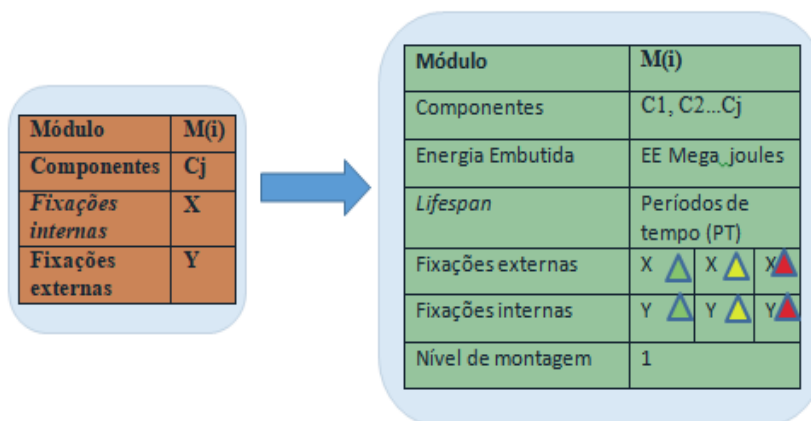 Módulo M(i)
Componentes Cj
Fixações internas X
Fixações externas Y
Módulo M(i)
Componentes C1, C2...Cj
Energia Embutida EE Mega joules
Lifespan Períodos de tempo (PT)
Fixações externas X X X
Fixações internas Y Y Y
Nível de montagem 1